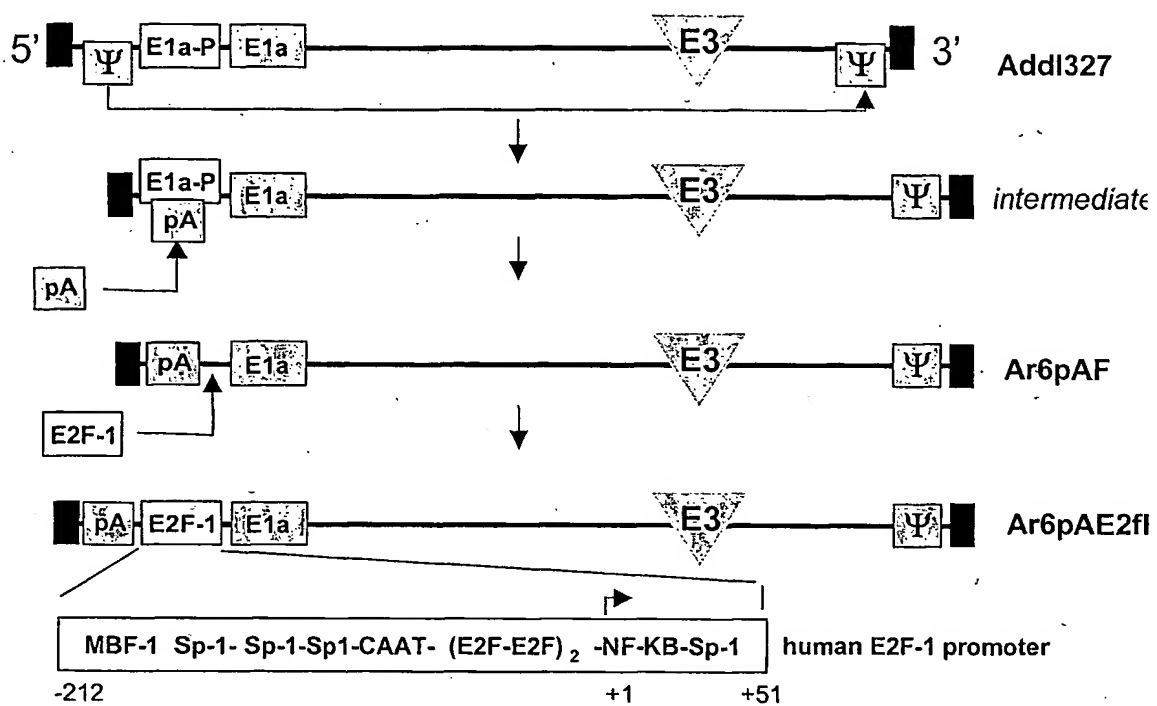 5' Ψ E1a-P E1a E3 Ψ 3' Addl327
E1a-P pA E1a E3 Ψ intermediate
pA
pA E1a E3 Ψ Ar6pAF
E2F-1
pA E2F-1 E1a E3 Ψ Ar6pAE2fI
MBF-1 Sp-1- Sp-1-Sp1-CAAT- (E2F-E2F) 2 -NF-KB-Sp-1 human E2F-1 promoter
-212 +1 +51